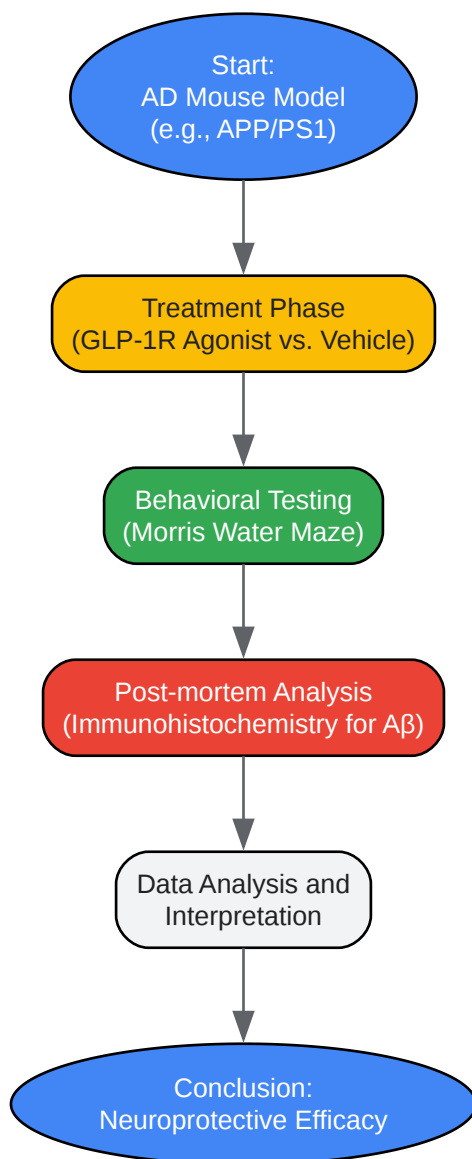 Start:
AD Mouse Model
(e.g., APP/PS1)
Treatment Phase
(GLP-1R Agonist vs. Vehicle)
Behavioral Testing
(Morris Water Maze)
Post-mortem Analysis
(Immunohistochemistry for Aβ)
Data Analysis and
Interpretation
Conclusion:
Neuroprotective Efficacy